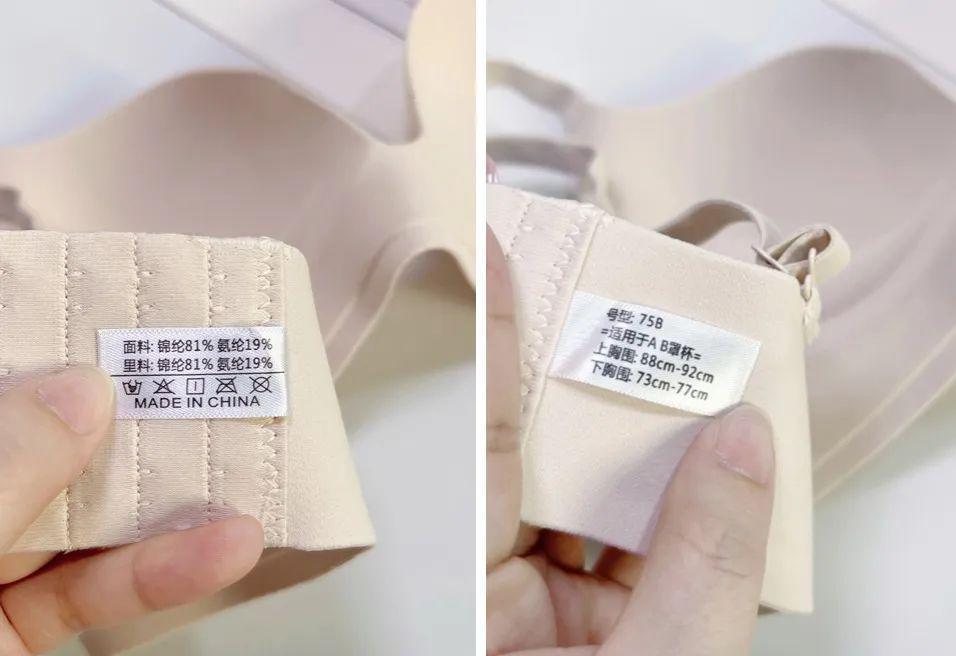 面料: 锦纶81% 氨纶19%
里料: 锦纶81% 氨纶19%
MADE IN CHINA
号型: 75B
=适用于A B罩杯=
上胸围: 88cm-92cm
下胸围: 73cm-77cm